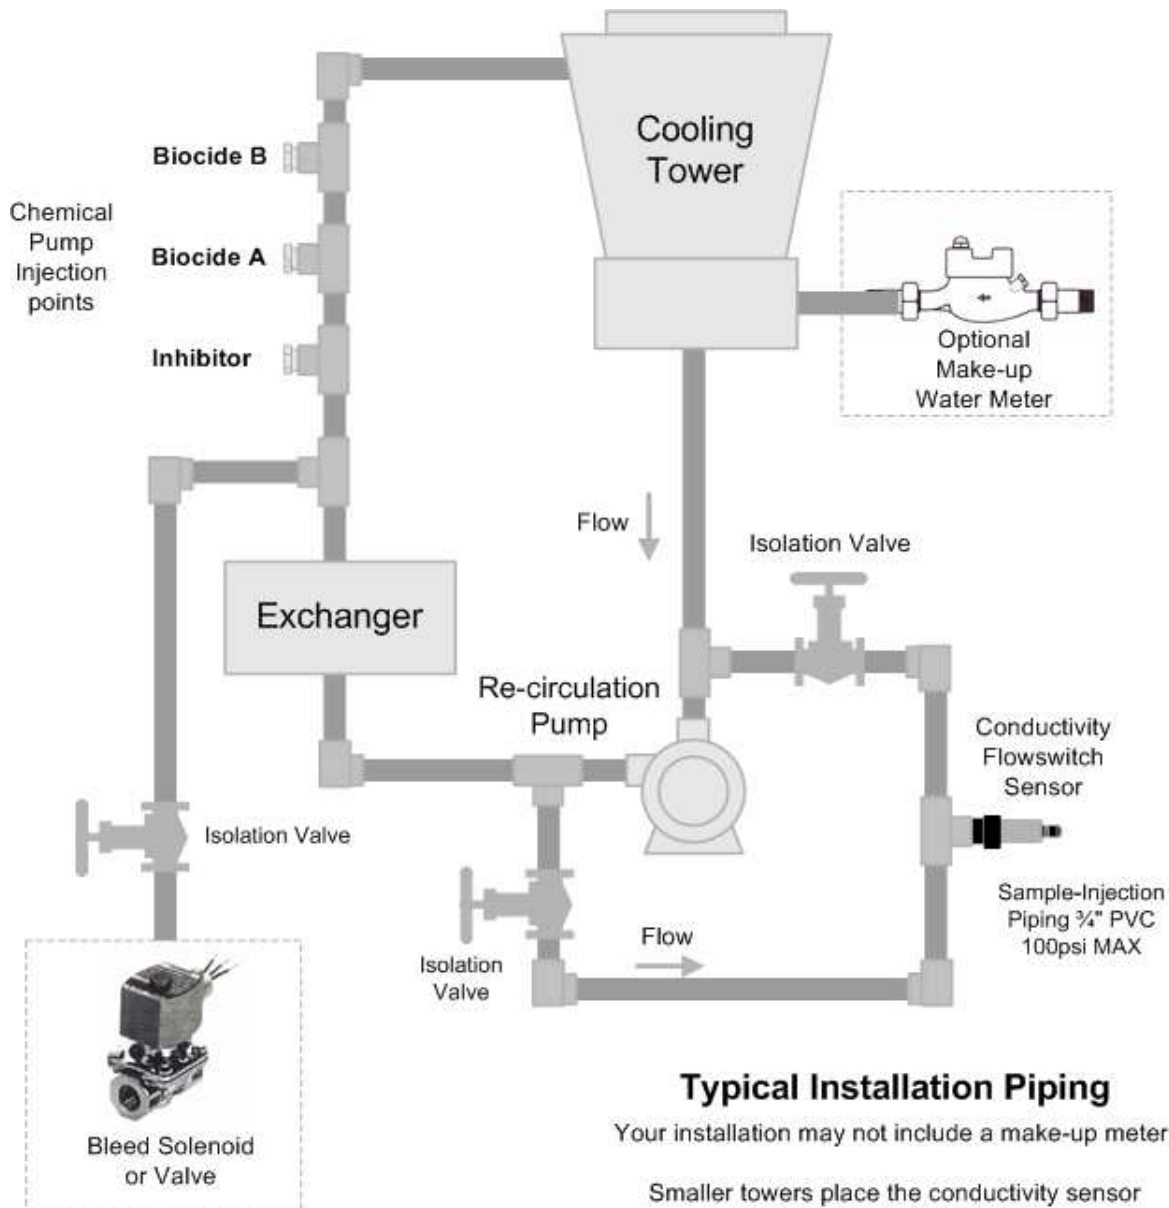 Cooling
Tower
Biocide B
Chemical
Pump
Injection
points
Biocide A
Inhibitor
Optional
Make-up
Water Meter
Flow
Isolation Valve
Exchanger
Re-circulation
Pump
Conductivity
Flowswitch
Sensor
Isolation Valve
Sample-Injection
Piping ¾" PVC
100psi MAX
Flow
Isolation
Valve
Bleed Solenoid
or Valve
Typical Installation Piping
Your installation may not include a make-up meter
Smaller towers place the conductivity sensor